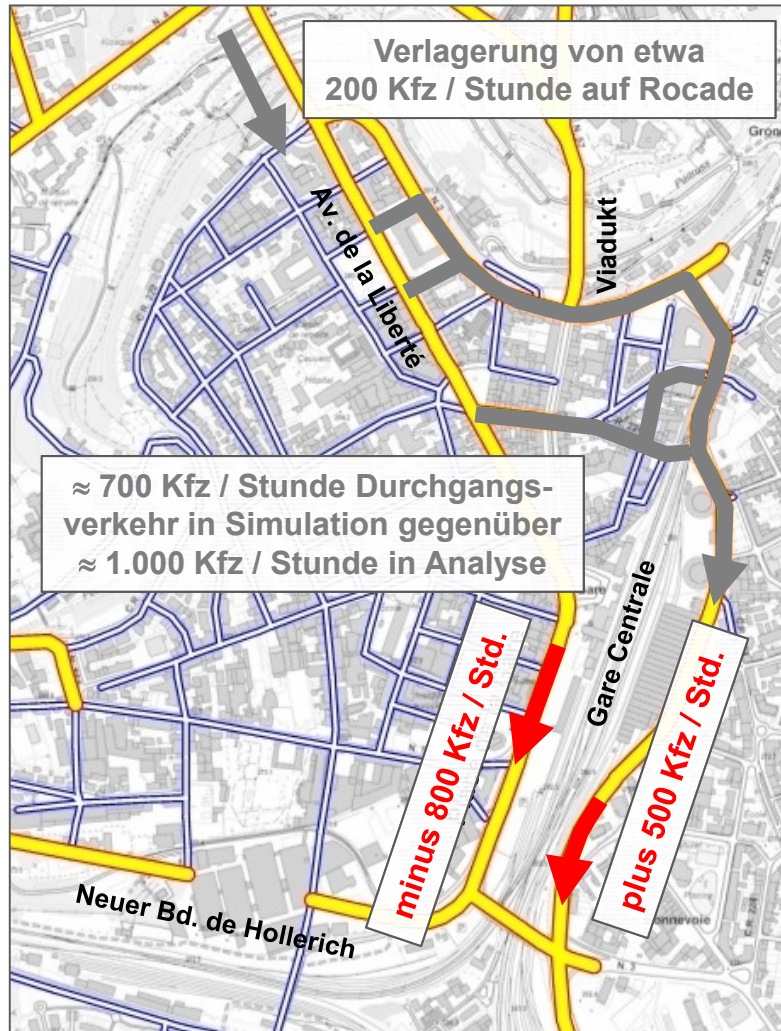 Verlagerung von etwa
200 Kfz / Stunde auf Rocade
Viadukt
Av. de la Liberté
≈ 700 Kfz / Stunde Durchgangs-
verkehr in Simulation gegenüber
≈ 1.000 Kfz / Stunde in Analyse
Gare Centrale
minus 800 Kfz / Std.
plus 500 Kfz / Std.
Neuer Bd. de Hollerich
N. 3